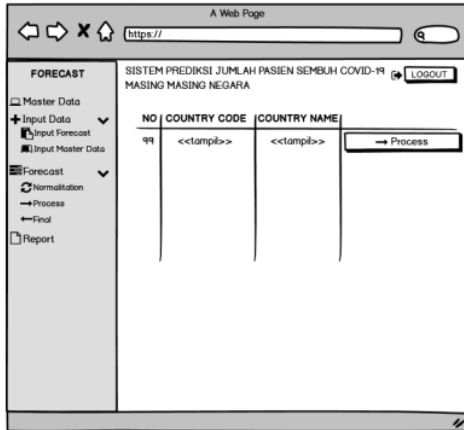 A Web Page
https://
FORECAST
Master Data
Input Data
Input Forecast
Input Master Data
Forecast
Normalitation
Process
Final
Report
SISTEM PREDIKSI JUMLAH PASIEN SEMBUH COVID-19
MASING MASING NEGARA
LOGOUT
NO COUNTRY CODE COUNTRY NAME
99 <<tampil>> <<tampil>> Process